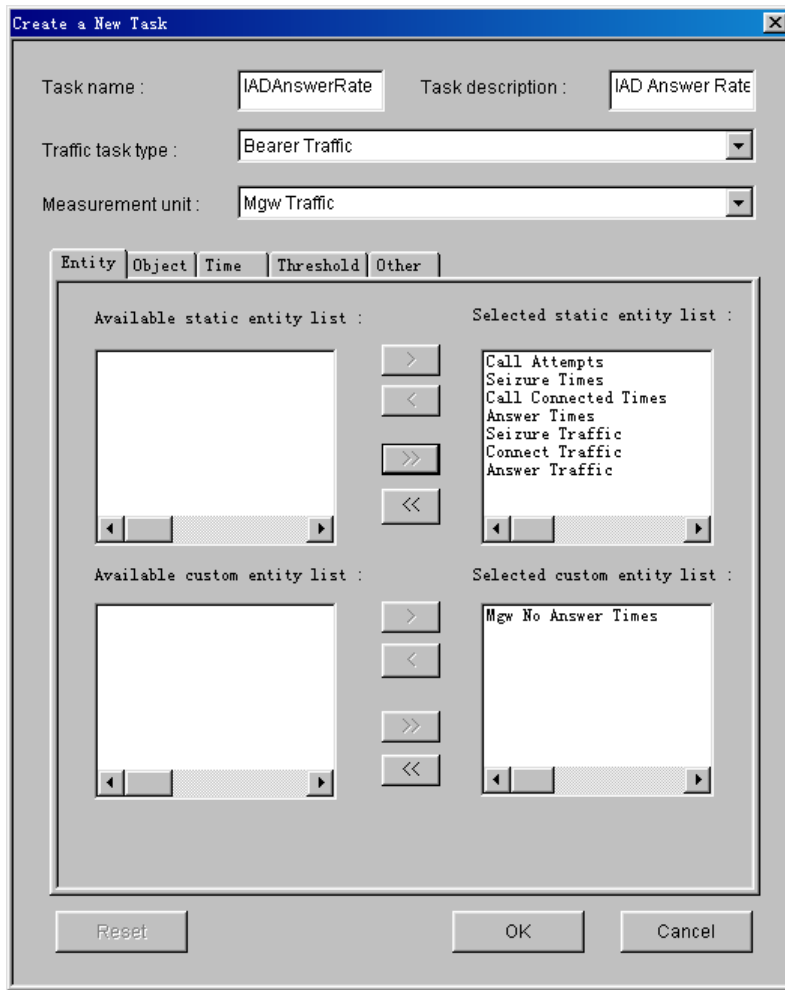 Create a New Task
Task name : IADAnswerRate Task description : IAD Answer Rate
Traffic task type : Bearer Traffic
Measurement unit : Mgw Traffic
Entity Object Time Threshold Other
Available static entity list : Selected static entity list :
> Call Attempts
Seizure Times
< Call Connected Times
Answer Times
Seizure Traffic
>> Connect Traffic
Answer Traffic
<<
Available custom entity list : Selected custom entity list :
> Mgw No Answer Times
<
>>
<<
Reset OK Cancel